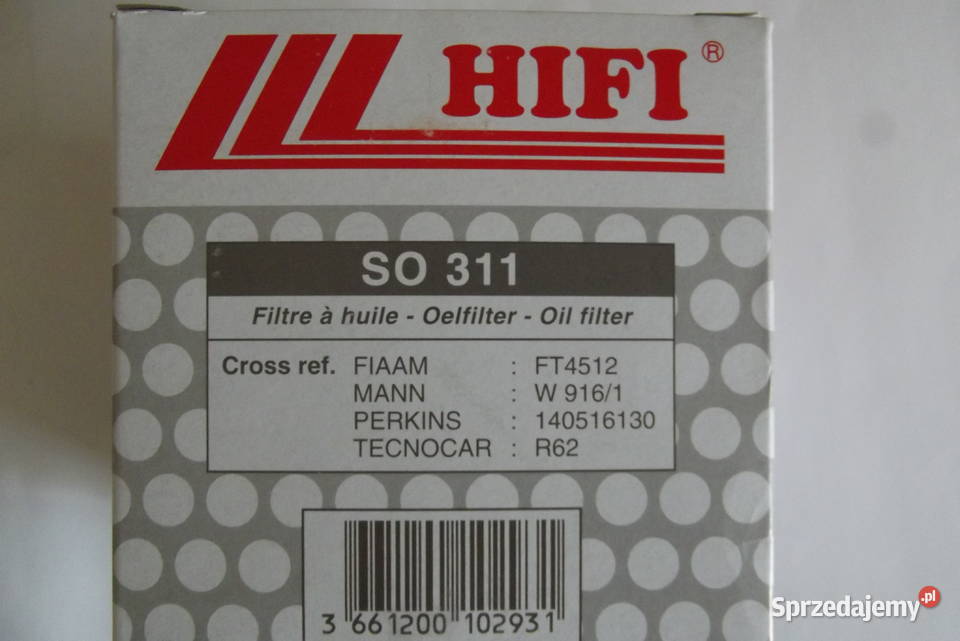 HIFI ®
SO 311
Filtre à huile - Oelfilter - Oil filter
Cross ref. FIAAM : FT4512
MANN : W 916/1
PERKINS : 140516130
TECNOCAR : R62
3 661200 102931
Sprzedajemy.pl